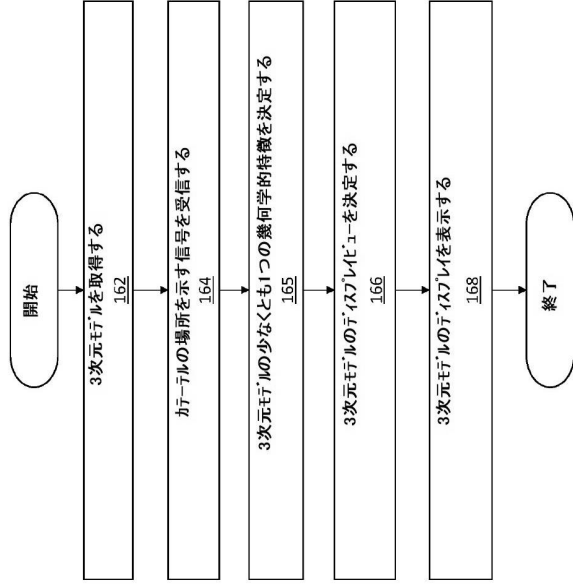 開始
3次元モデルを取得する
162
カテーテルの場所を示す信号を受信する
164
3次元モデルの少なくとも1つの幾何学的特徴を決定する
165
3次元モデルのディスプレイビューを決定する
166
3次元モデルのディスプレイを表示する
168
終了